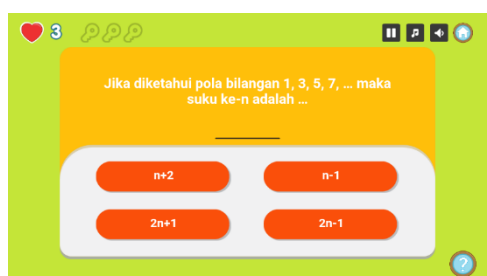 3
Jika diketahui pola bilangan 1, 3, 5, 7, ... maka
suku ke-n adalah ...
n+2
n-1
2n+1
2n-1
?